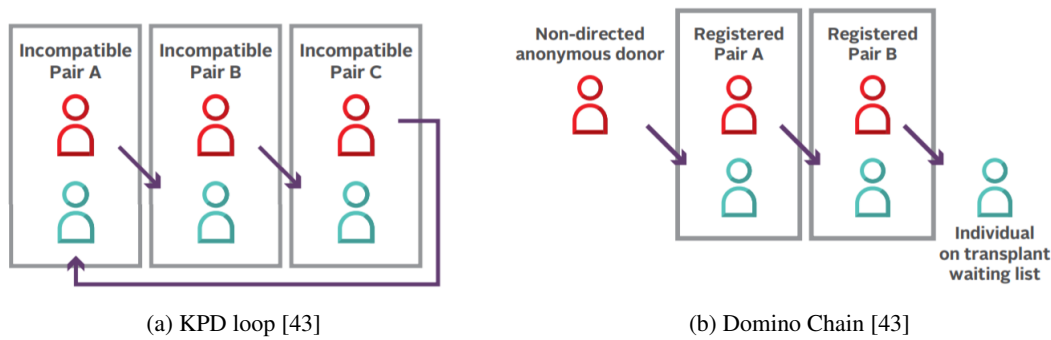 Incompatible
Pair A
Incompatible
Pair B
Incompatible
Pair C
(a) KPD loop [43]
Non-directed
anonymous donor
Registered
Pair A
Registered
Pair B
Individual
on transplant
waiting list
(b) Domino Chain [43]